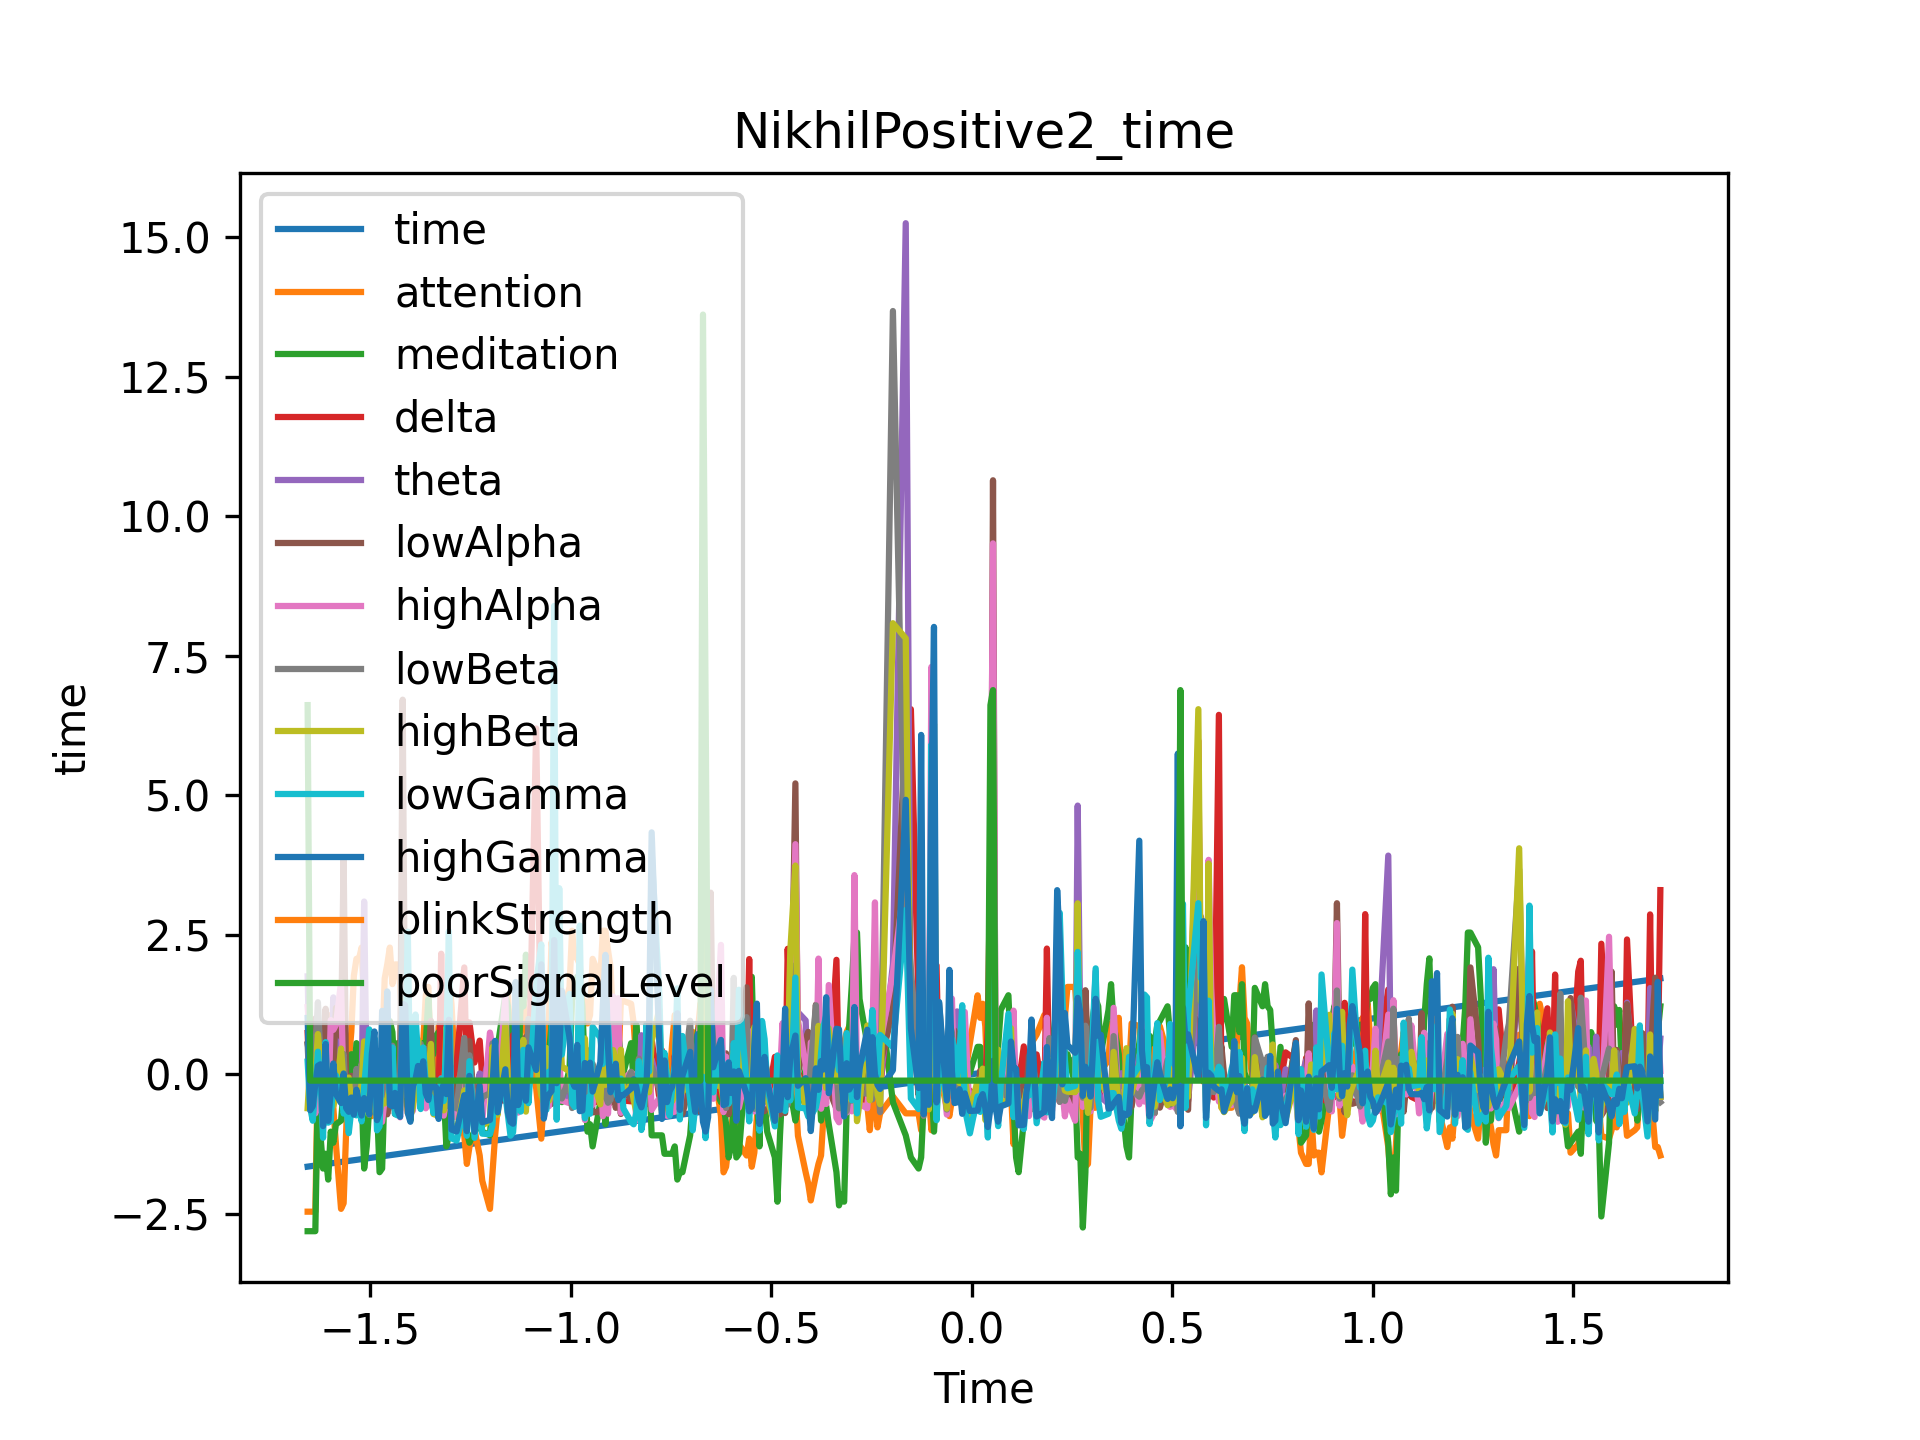 NikhilPositive2_time
time
attention
meditation
delta
theta
lowAlpha
highAlpha
lowBeta
highBeta
lowGamma
highGamma
blinkStrength
poorSignalLevel
15.0
12.5
10.0
7.5
5.0
2.5
0.0
−2.5
time
−1.5 −1.0 −0.5 0.0 0.5 1.0 1.5
Time